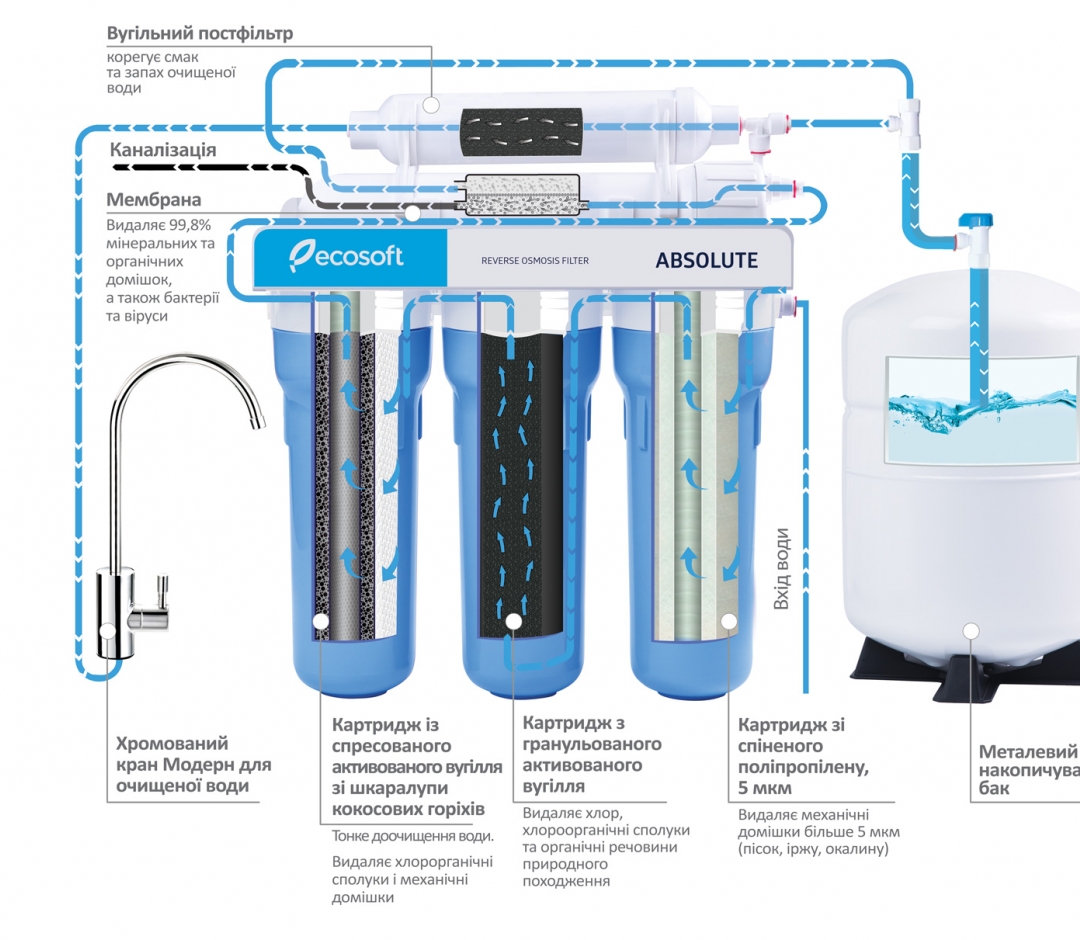 Вугільний постфільтр
корегує смак
та запах очищеної
води
Каналізація
Мембрана
Видаляє 99,8%
мінеральних та
органічних
домішок,
а також бактерії
та віруси
ecosoft
REVERSE OSMOSIS FILTER
ABSOLUTE
Вхід води
Хромований
кран Модерн для
очищеної води
Картридж із
спресованого
активованого вугілля
зі шкаралупи
кокосових горіхів
Тонке доочищення води.
Видаляє хлорорганічні
сполуки і механічні
домішки
Картридж з
гранульованого
активованого
вугілля
Видаляє хлор,
хлороорганічні сполуки
та органічні речовини
природного
походження
Картридж зі
спіненого
поліпропілену,
5 мкм
Видаляє механічні
домішки більше 5 мкм
(пісок, іржу, окалину)
Металевий
накопичува
бак